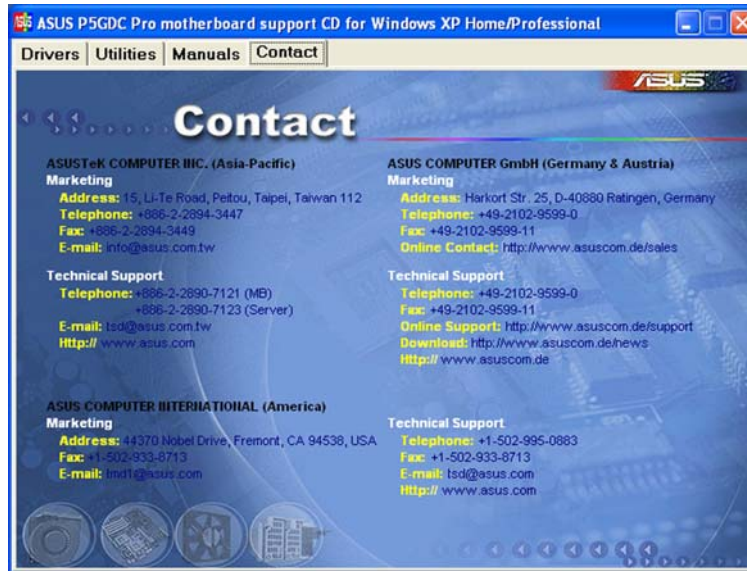 ASUS P5GDC Pro motherboard support CD for Windows XP Home/Professional
Drivers Utilities Manuals Contact
ASUS
Contact
ASUSTeK COMPUTER INC. (Asia-Pacific)
Marketing
Address: 15, Li-Te Road, Peitou, Taipei, Taiwan 112
Telephone: +886-2-2894-3447
Fax: +886-2-2894-3449
E-mail: info@asus.com.tw
Technical Support
Telephone: +886-2-2890-7121 (MB)
+886-2-2890-7123 (Server)
E-mail: tsd@asus.com.tw
Http:// www.asus.com
ASUS COMPUTER GmbH (Germany & Austria)
Marketing
Address: Harkort Str. 25, D-40880 Ratingen, Germany
Telephone: +49-2102-9599-0
Fax: +49-2102-9599-11
Online Contact: http://www.asuscom.de/sales
Technical Support
Telephone: +49-2102-9599-0
Fax: +49-2102-9599-11
Online Support: http://www.asuscom.de/support
Download: http://www.asuscom.de/news
Http:// www.asuscom.de
ASUS COMPUTER INTERNATIONAL (America)
Marketing
Address: 44370 Nobel Drive, Fremont, CA 94538, USA
Fax: +1-502-933-8713
E-mail: tmd1@asus.com
Technical Support
Telephone: +1-502-995-0883
Fax: +1-502-933-8713
E-mail: tsd@asus.com
Http:// www.asus.com